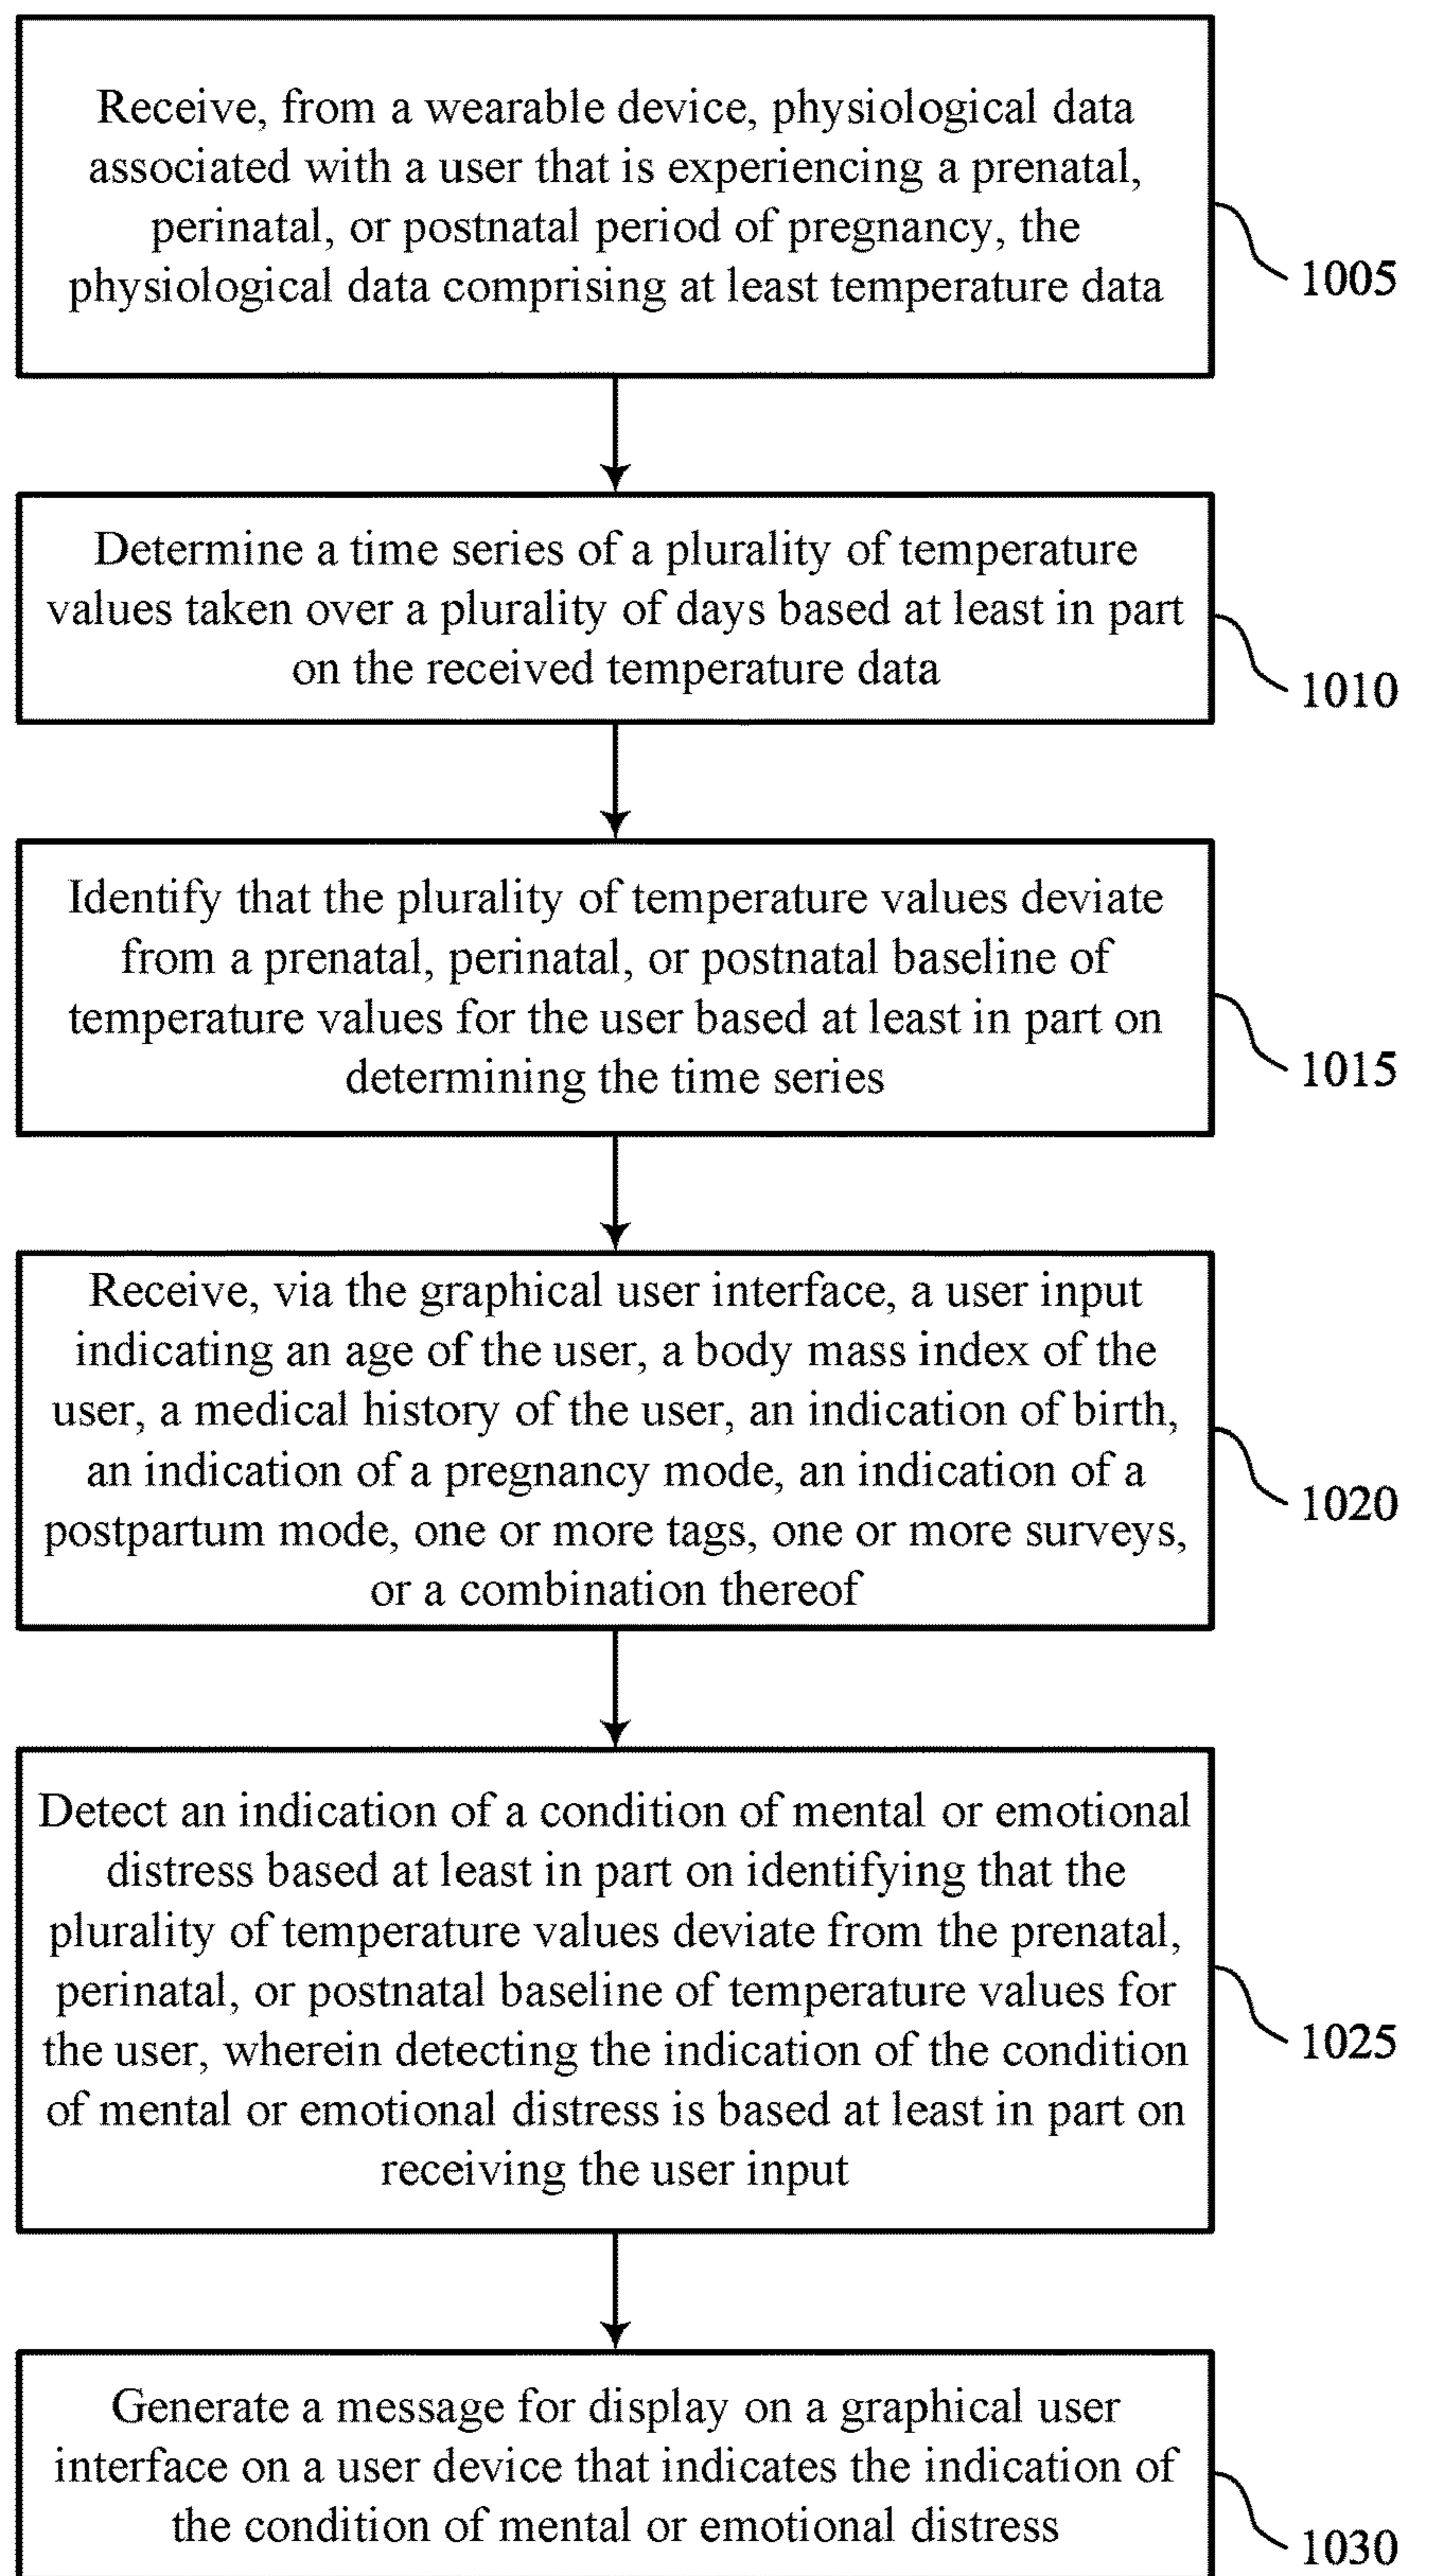 Receive, from a wearable device, physiological data
associated with a user that is experiencing a prenatal,
perinatal, or postnatal period of pregnancy, the
physiological data comprising at least temperature data
1005
Determine a time series of a plurality of temperature
values taken over a plurality of days based at least in part
on the received temperature data
1010
Identify that the plurality of temperature values deviate
from a prenatal, perinatal, or postnatal baseline of
temperature values for the user based at least in part on
determining the time series
1015
Receive, via the graphical user interface, a user input
indicating an age of the user, a body mass index of the
user, a medical history of the user, an indication of birth,
an indication of a pregnancy mode, an indication of a
postpartum mode, one or more tags, one or more surveys,
or a combination thereof
1020
Detect an indication of a condition of mental or emotional
distress based at least in part on identifying that the
plurality of temperature values deviate from the prenatal,
perinatal, or postnatal baseline of temperature values for
the user, wherein detecting the indication of the condition
of mental or emotional distress is based at least in part on
receiving the user input
1025
Generate a message for display on a graphical user
interface on a user device that indicates the indication of
the condition of mental or emotional distress
1030